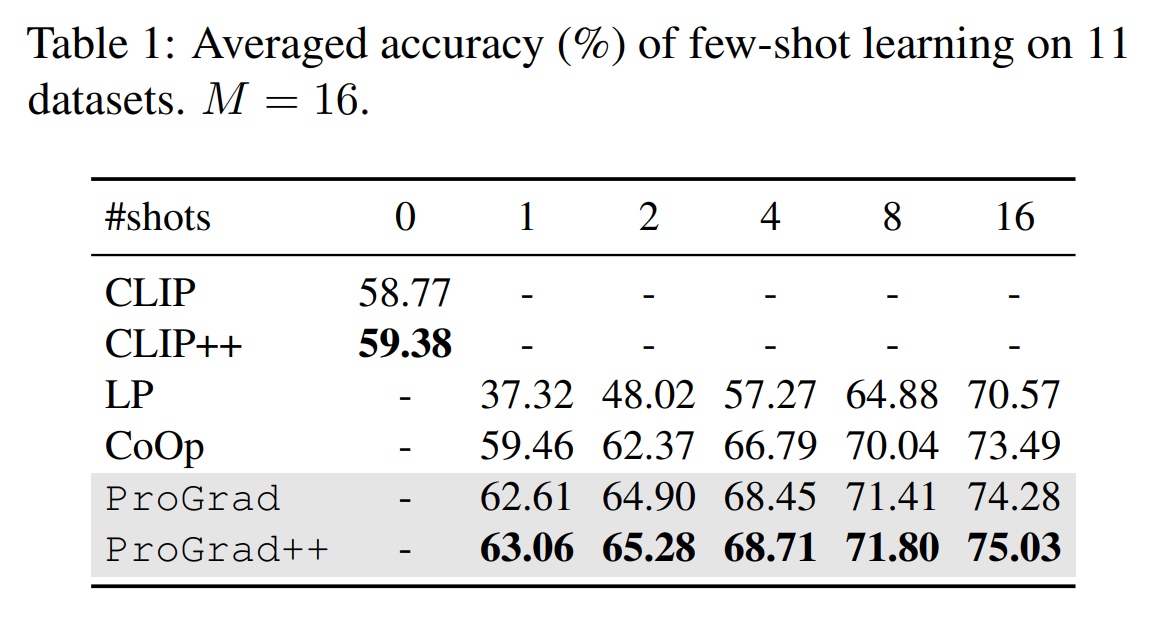 Table 1: Averaged accuracy (%) of few-shot learning on 11
datasets. M = 16.
#shots 0 1 2 4 8 16
CLIP 58.77 - - - - -
CLIP++ 59.38 - - - - -
LP - 37.32 48.02 57.27 64.88 70.57
CoOp - 59.46 62.37 66.79 70.04 73.49
ProGrad - 62.61 64.90 68.45 71.41 74.28
ProGrad++ - 63.06 65.28 68.71 71.80 75.03